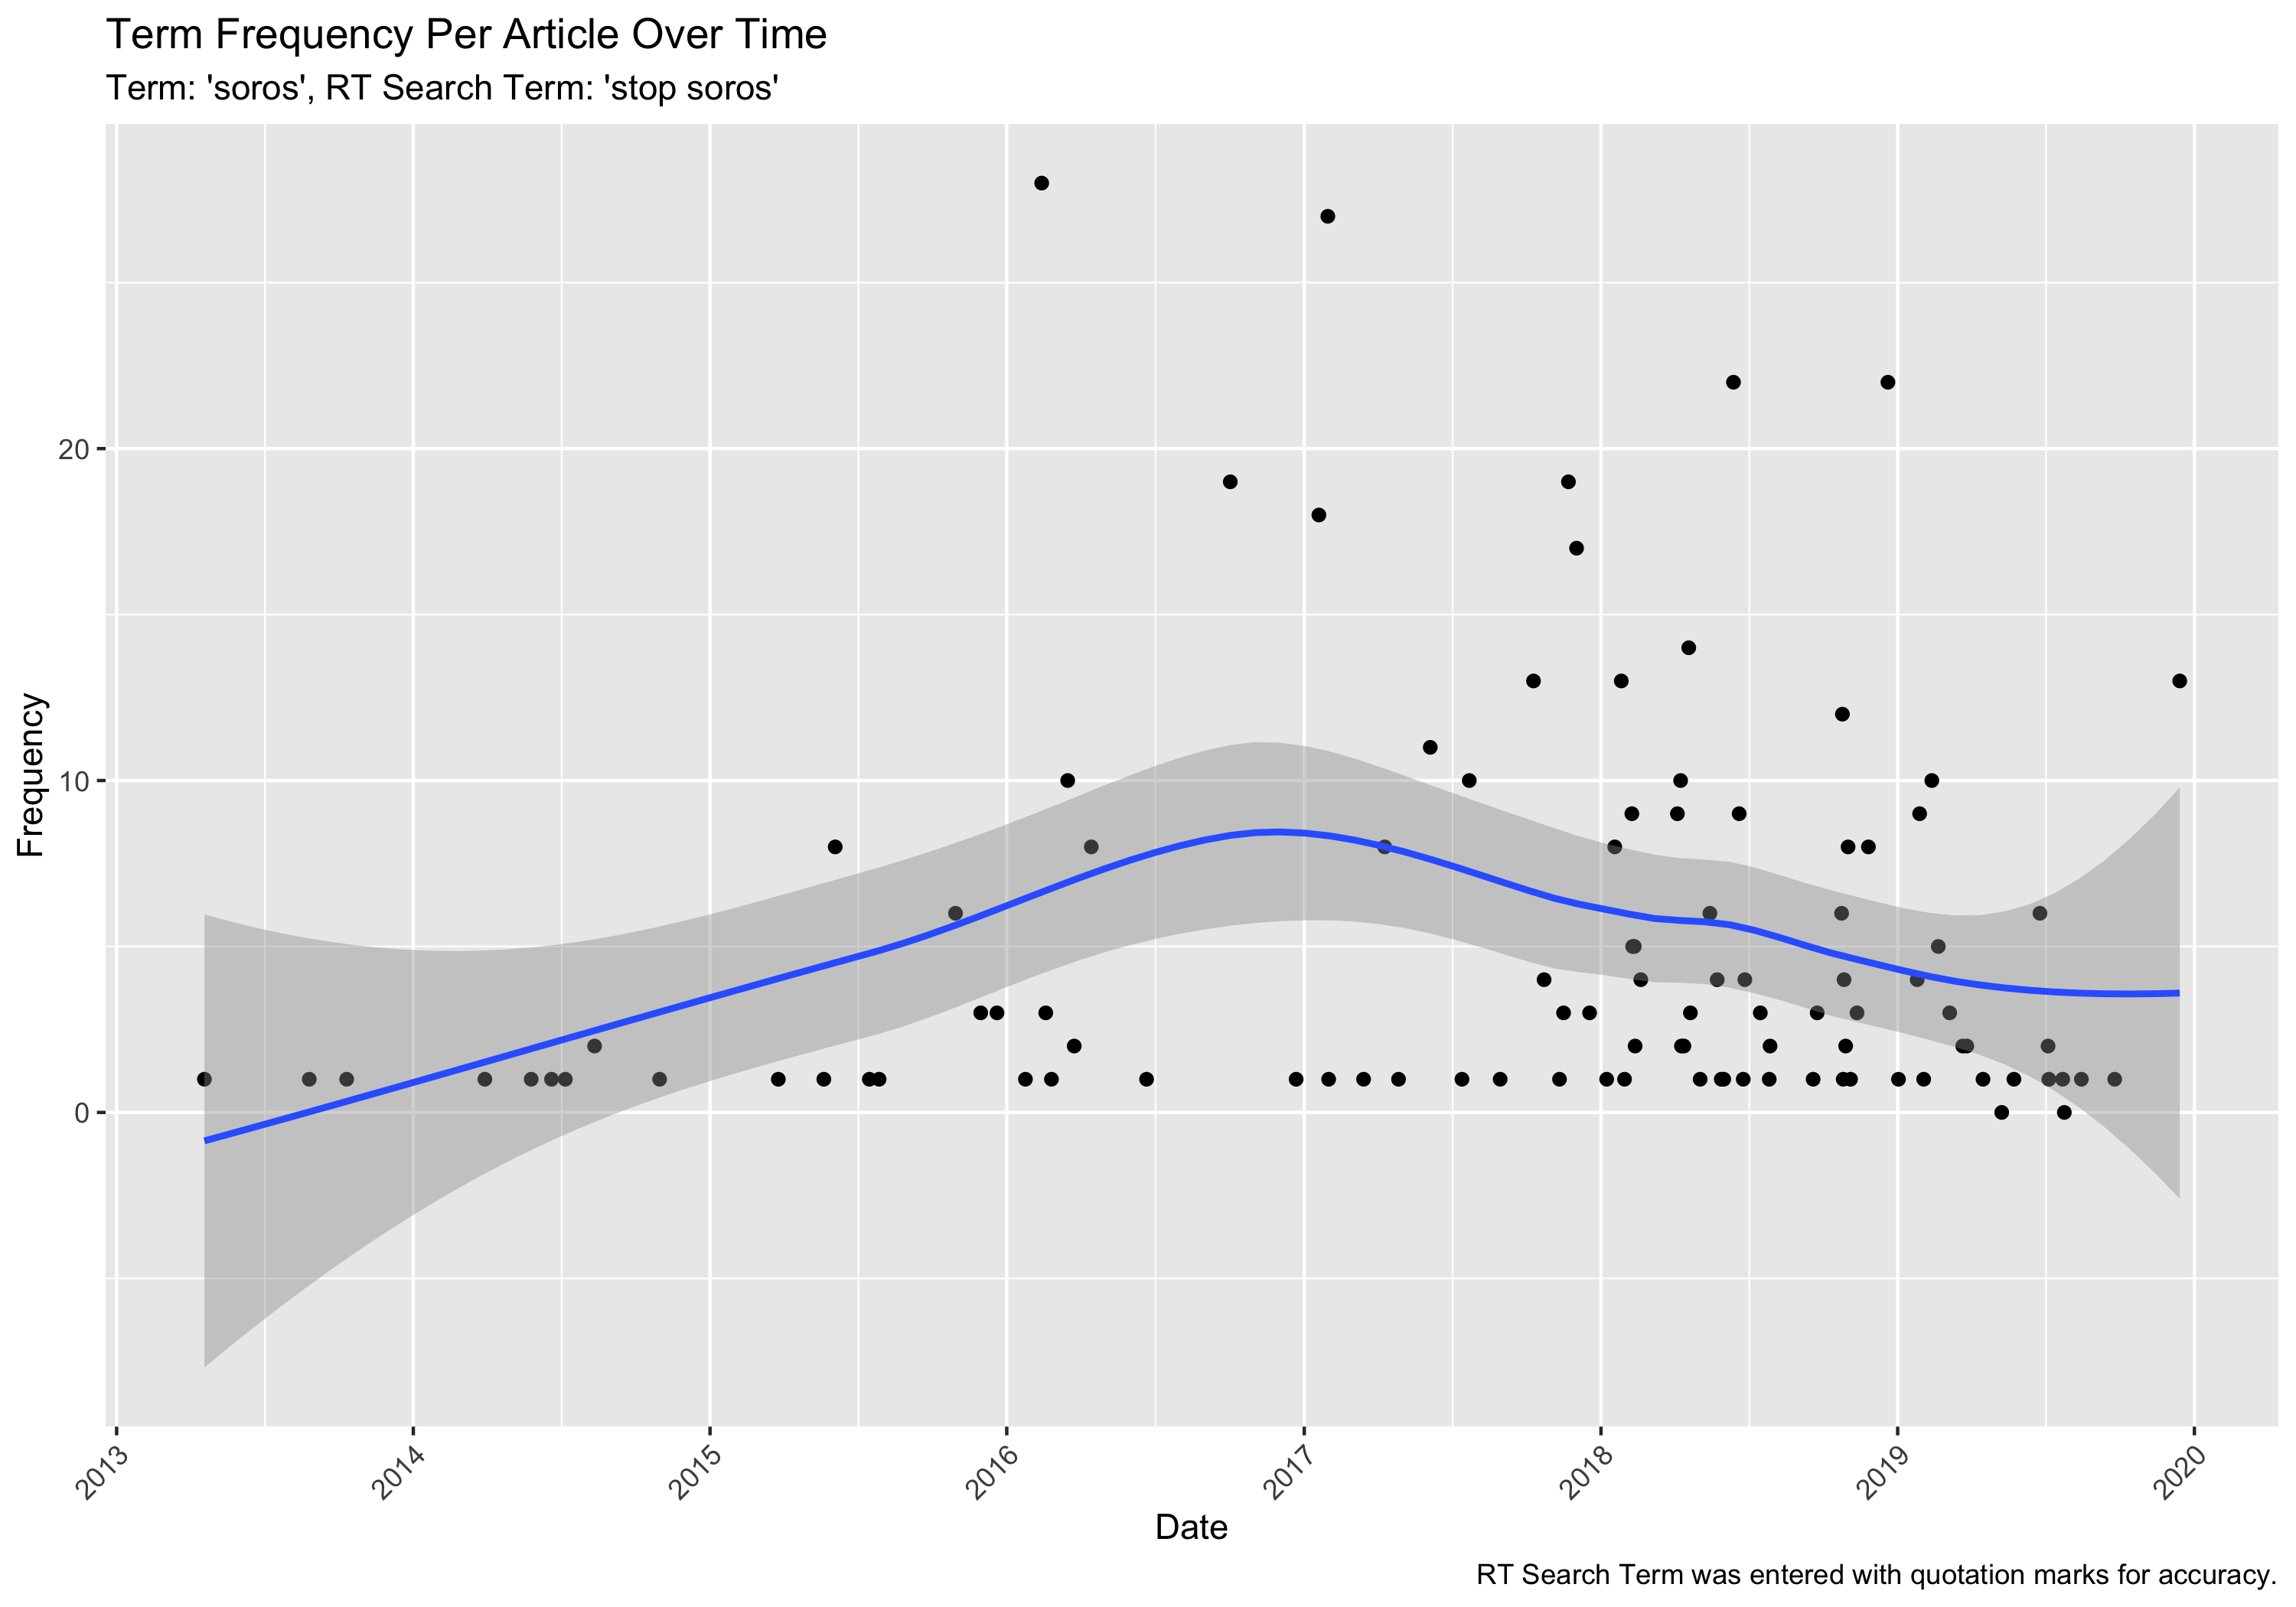 Term Frequency Per Article Over Time
Term: 'soros', RT Search Term: 'stop soros'
Frequency
20
10
0
2013
2014
2015
2016
2017
2018
2019
2020
Date
RT Search Term was entered with quotation marks for accuracy.